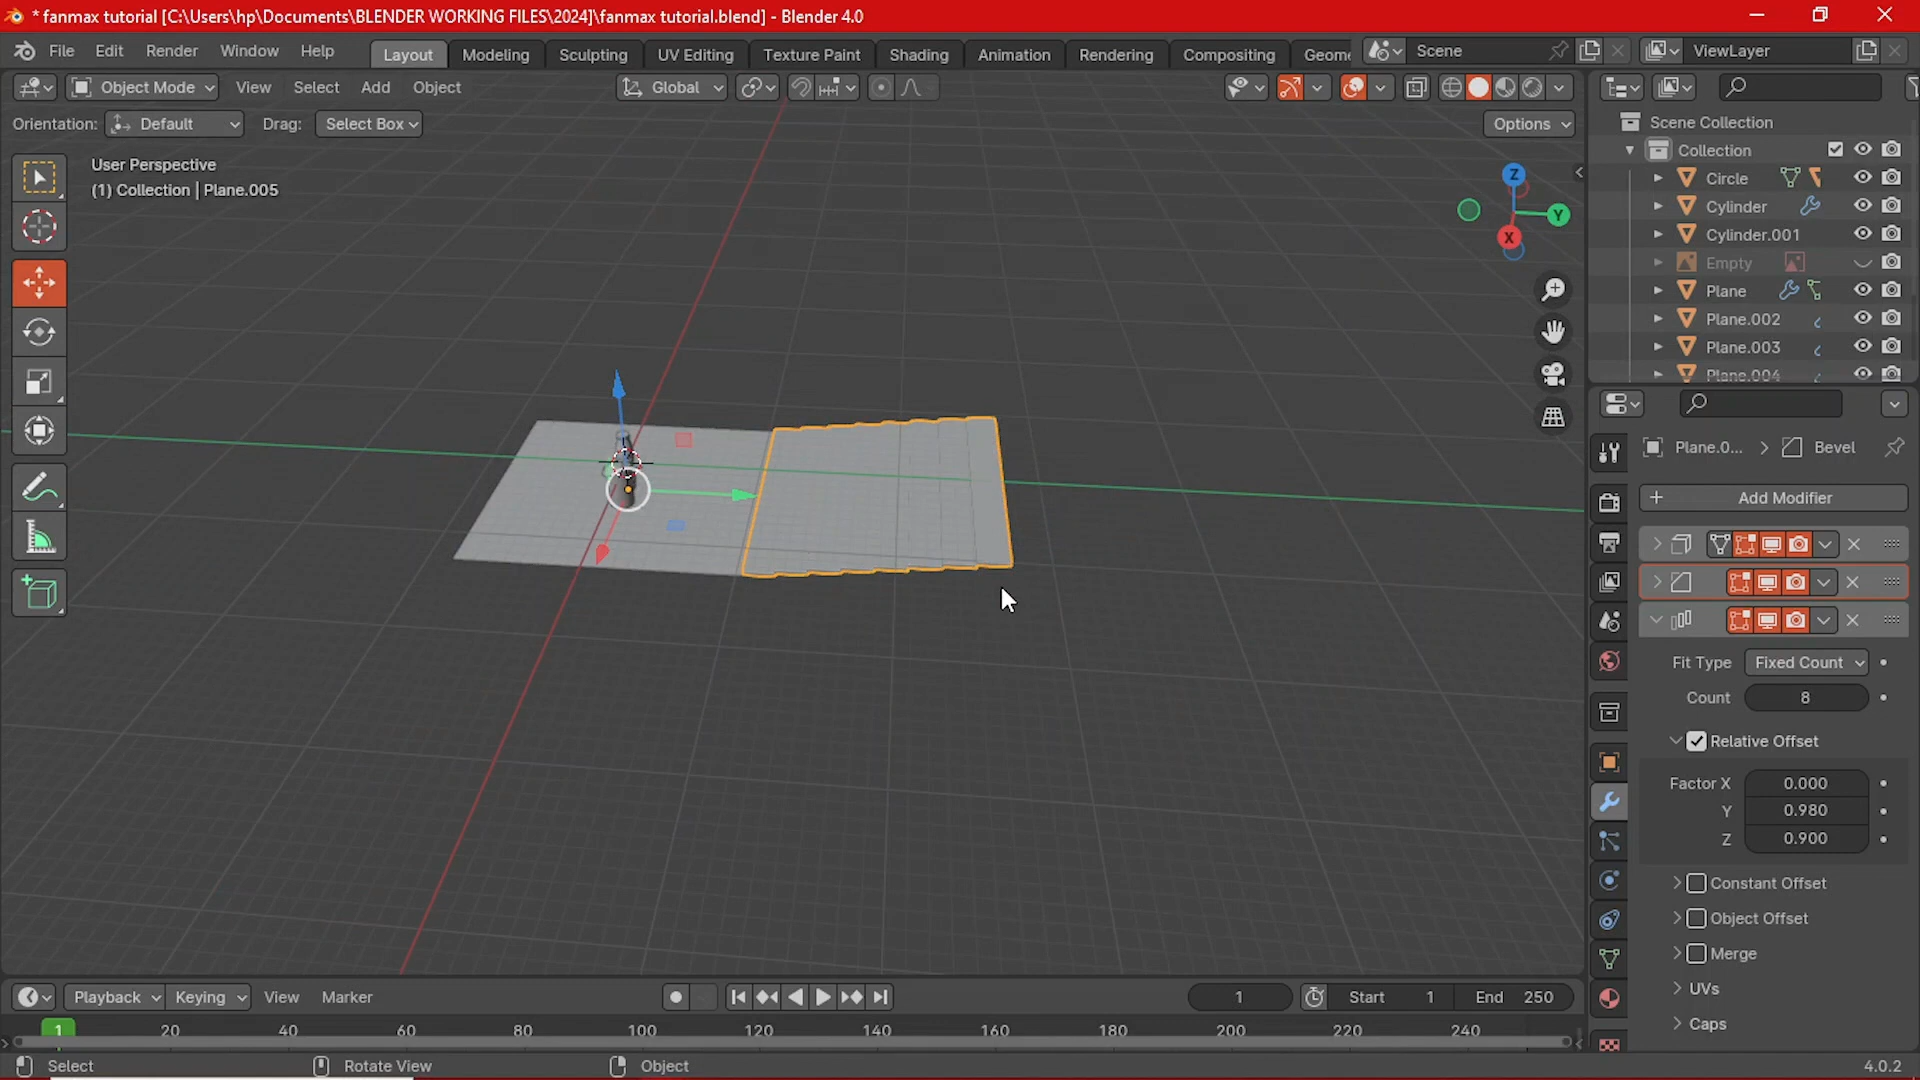 * fanmax tutorial [C:\Users\hp\Documents\BLENDER WORKING FILES\2024]\fanmax tutorial.blend] - Blender 4.0
File Edit Render Window Help Layout Modeling Sculpting UV Editing Texture Paint Shading Animation Rendering Compositing Geome Scene ViewLayer
Object Mode View Select Add Object Global
Orientation: Default Drag: Select Box Options
User Perspective
(1) Collection | Plane.005
Z
Y
X
Scene Collection
Collection
Circle
Cylinder
Cylinder.001
Empty
Plane
Plane.002
Plane.003
Plane.004
Plane.0... > Bevel
+ Add Modifier
Fit Type Fixed Count
Count 8
Relative Offset
Factor X 0.000
Y 0.980
Z 0.900
Constant Offset
Object Offset
Merge
UVs
Caps
Playback Keying View Marker 1 Start 1 End 250
1 20 40 60 80 100 120 140 160 180 200 220 240
Select Rotate View Object 4.0.2